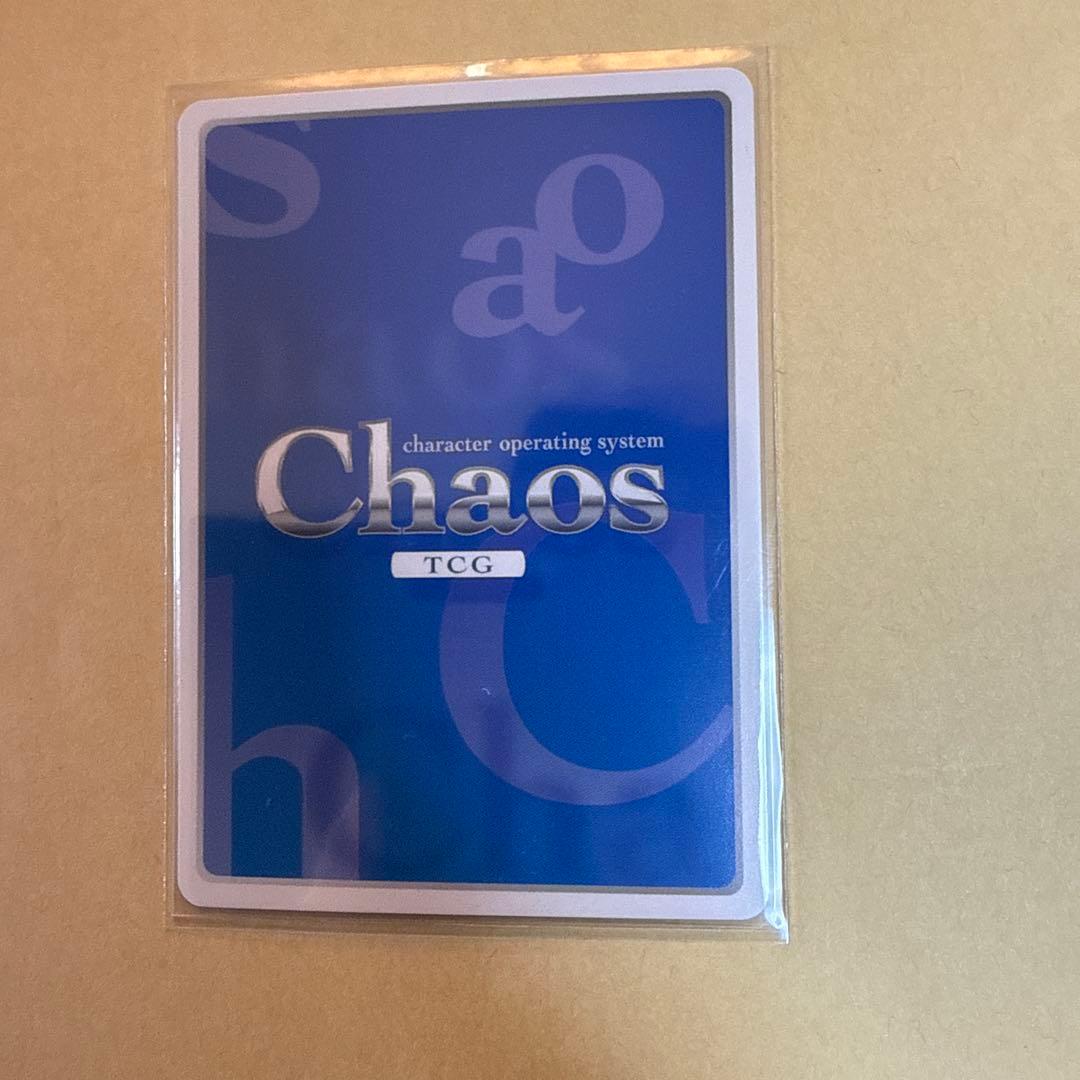 s
o
a
character operating system
Chaos
TCG
h
C